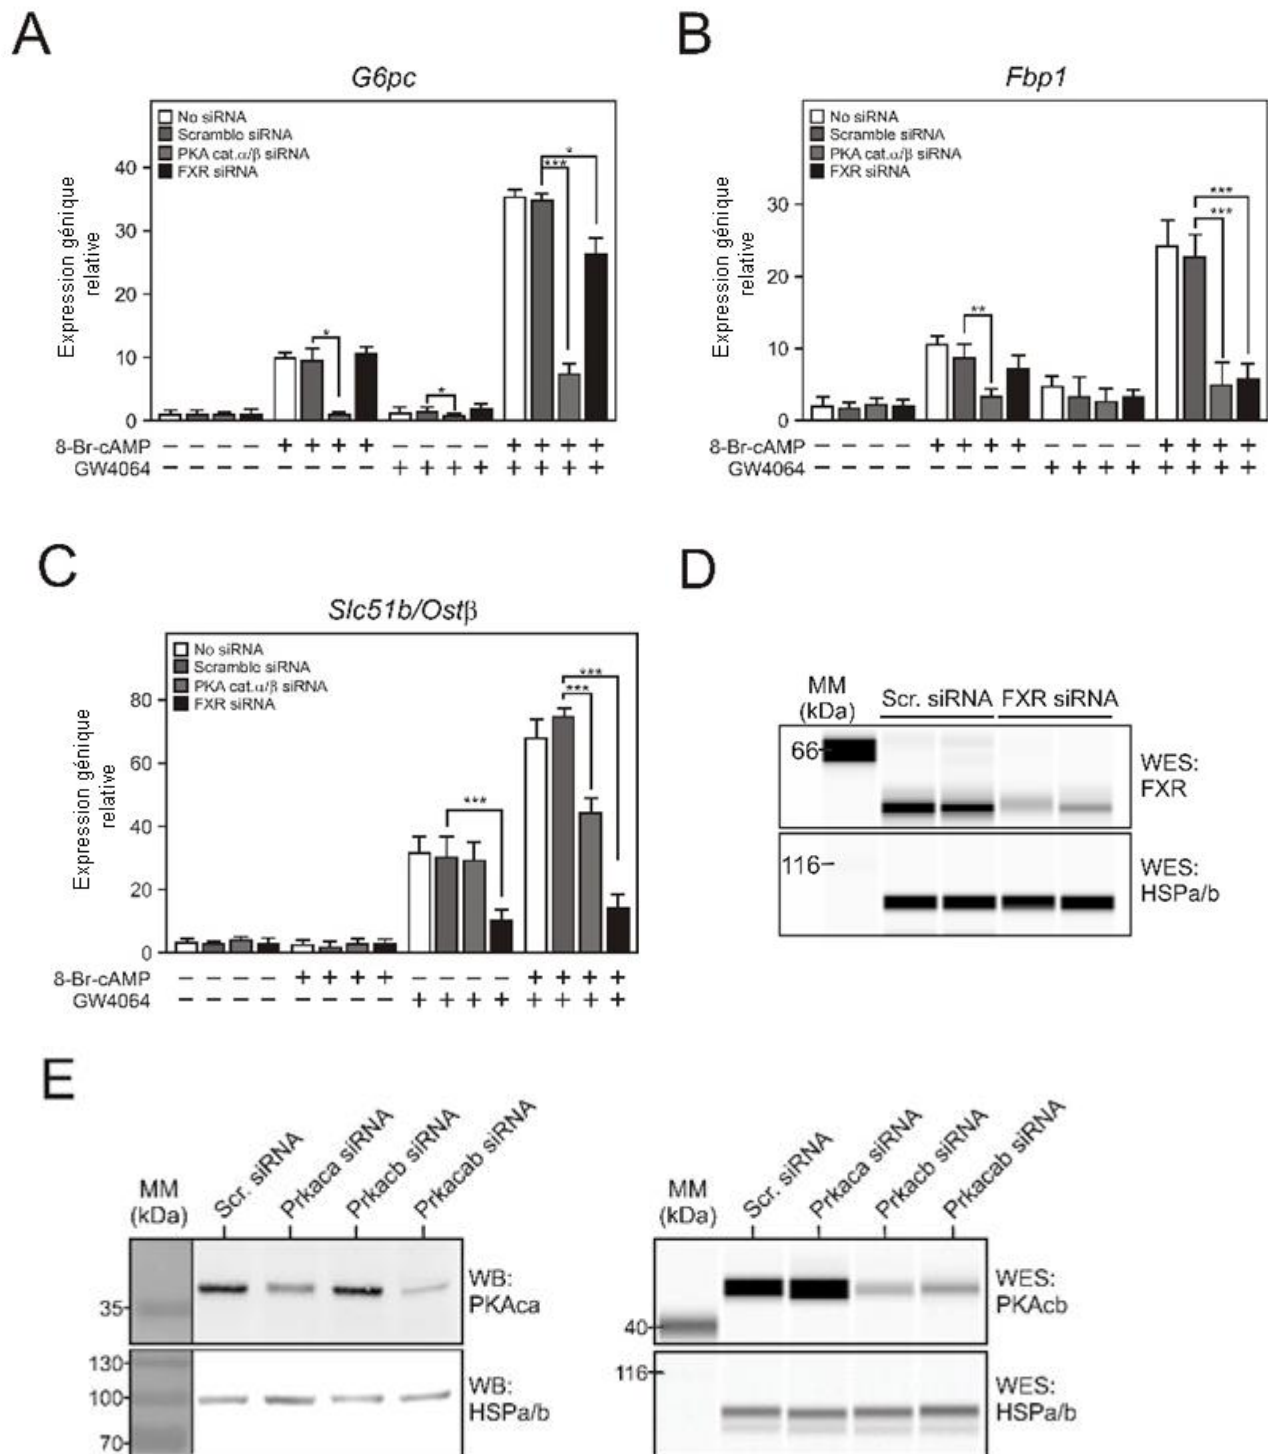 A
G6pc
No siRNA
Scramble siRNA
PKA cat.α/β siRNA
FXR siRNA
Expression génique
relative
40
30
20
10
0
*
*
***
*
8-Br-cAMP − − − − + + + + − − − − + + + +
GW4064 − − − − − − − − + + + + + + + +
B
Fbp1
No siRNA
Scramble siRNA
PKA cat.α/β siRNA
FXR siRNA
Expression génique
relative
30
20
10
0
**
***
***
8-Br-cAMP − − − − + + + + − − − − + + + +
GW4064 − − − − − − − − + + + + + + + +
C
Slc51b/Ostβ
No siRNA
Scramble siRNA
PKA cat.α/β siRNA
FXR siRNA
Expression génique
relative
80
60
40
20
0
***
***
***
8-Br-cAMP − − − − + + + + − − − − + + + +
GW4064 − − − − − − − − + + + + + + + +
D
MM
(kDa)
Scr. siRNA FXR siRNA
66
WES:
FXR
116
WES:
HSPa/b
E
MM
(kDa)
Scr. siRNA
Prkaca siRNA
Prkacb siRNA
Prkacab siRNA
35
WB:
PKAca
130
100
70
WB:
HSPa/b
MM
(kDa)
Scr. siRNA
Prkaca siRNA
Prkacb siRNA
Prkacab siRNA
40
WES:
PKAcb
116
WES:
HSPa/b